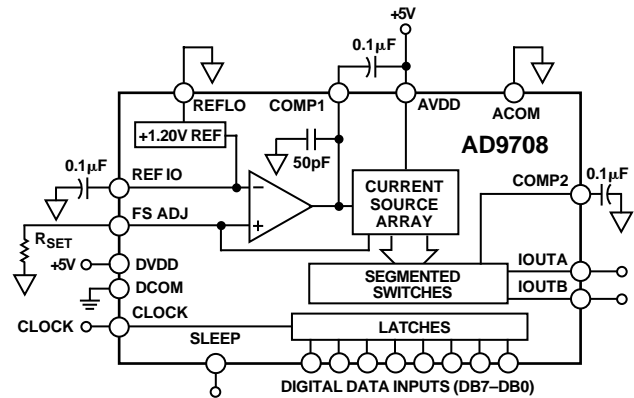 +5V
0.1µF
REFLO
COMP1
AVDD
ACOM
+1.20V REF
AD9708
50pF
0.1µF
REF IO
COMP2
0.1µF
CURRENT
SOURCE
ARRAY
–
+
FS ADJ
RSET
+5V
DVDD
DCOM
SEGMENTED
SWITCHES
IOUTA
IOUTB
CLOCK
CLOCK
LATCHES
SLEEP
DIGITAL DATA INPUTS (DB7–DB0)